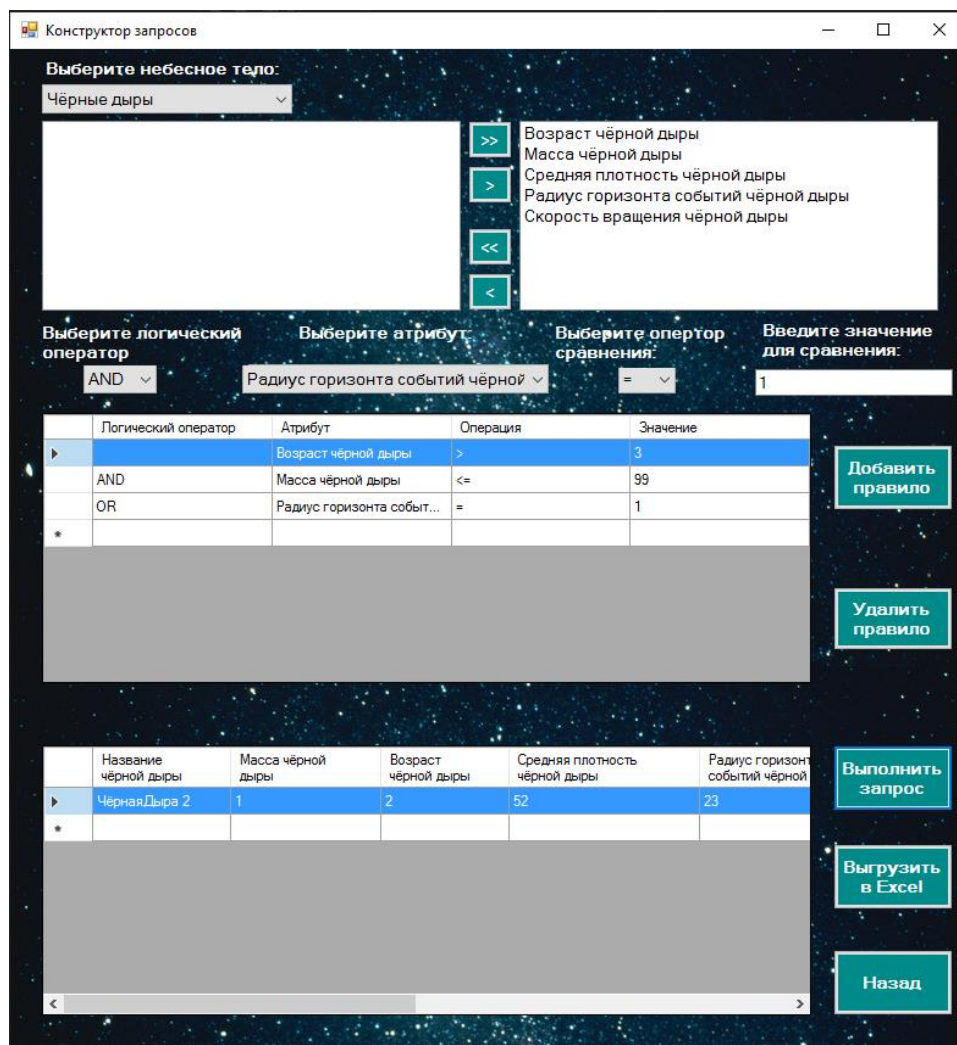 Конструктор запросов
Выберите небесное тело:
Чёрные дыры
>>
>
<<
<
Возраст чёрной дыры
Масса чёрной дыры
Средняя плотность чёрной дыры
Радиус горизонта событий чёрной дыры
Скорость вращения чёрной дыры
Выберите логический
оператор
AND
Выберите атрибут:
Радиус горизонта событий чёрной
Выберите опертор
сравнения:
=
Введите значение
для сравнения:
1
Логический оператор Атрибут Операция Значение
Возраст чёрной дыры > 3
AND Масса чёрной дыры <= 99
OR Радиус горизонта событ... = 1
Добавить
правило
Удалить
правило
Название
чёрной дыры
Масса чёрной
дыры
Возраст
чёрной дыры
Средняя плотность
чёрной дыры
Радиус горизонт
событий чёрной
ЧёрнаяДыра 2 1 2 52 23
Выполнить
запрос
Выгрузить
в Excel
Назад